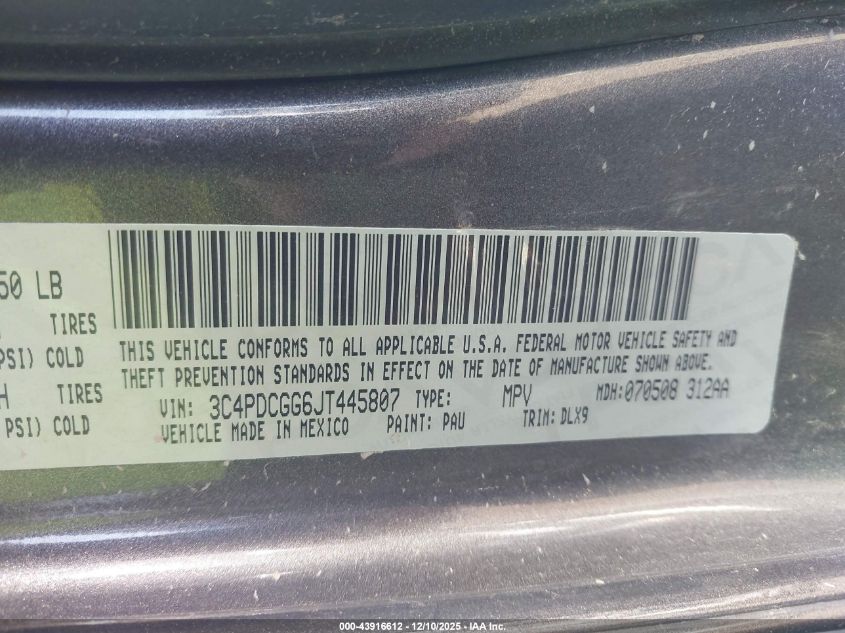 50 LB
TIRES
PSI) COLD
H TIRES
PSI) COLD
THIS VEHICLE CONFORMS TO ALL APPLICABLE U.S.A. FEDERAL MOTOR VEHICLE SAFETY AND
THEFT PREVENTION STANDARDS IN EFFECT ON THE DATE OF MANUFACTURE SHOWN ABOVE.
VIN: 3C4PDCGG6JT445807 TYPE: MPV MDH:070508 312AA
VEHICLE MADE IN MEXICO PAINT: PAU TRIM: DLX9
000-43916612 - 12/10/2025 - IAA Inc.